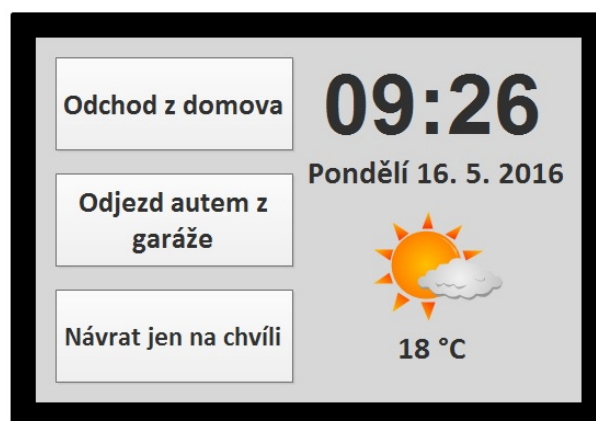 Odchod z domova
Odjezd autem z
garáže
Návrat jen na chvíli
09:26
Pondělí 16. 5. 2016
18 °C